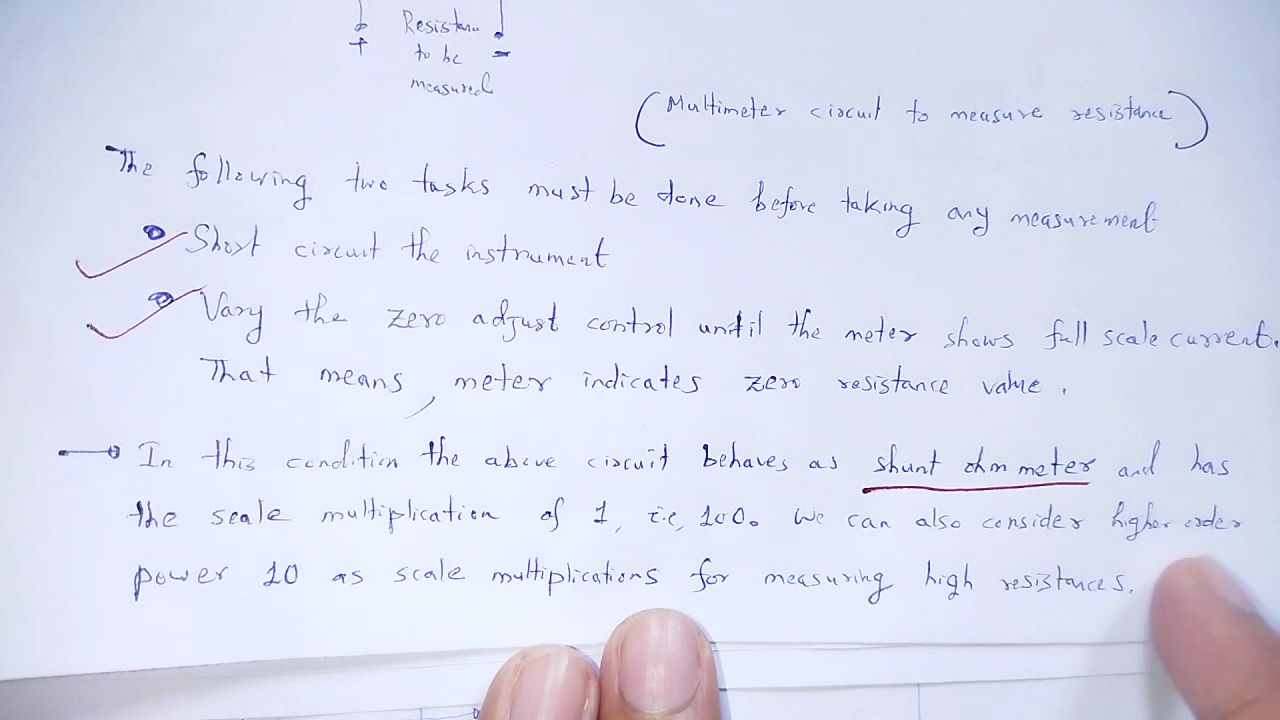 + Resistanc -
to be
measured
(Multimeter circuit to measure resistance)
The following two tasks must be done before taking any measurement
• Short circuit the instrument
• Vary the zero adjust control until the meter shows full scale current.
That means, meter indicates zero resistance value.
→ In this condition the above circuit behaves as shunt ohm meter and has
the scale multiplication of 1, i.e, 100. We can also consider higher order
power 10 as scale multiplications for measuring high resistances.